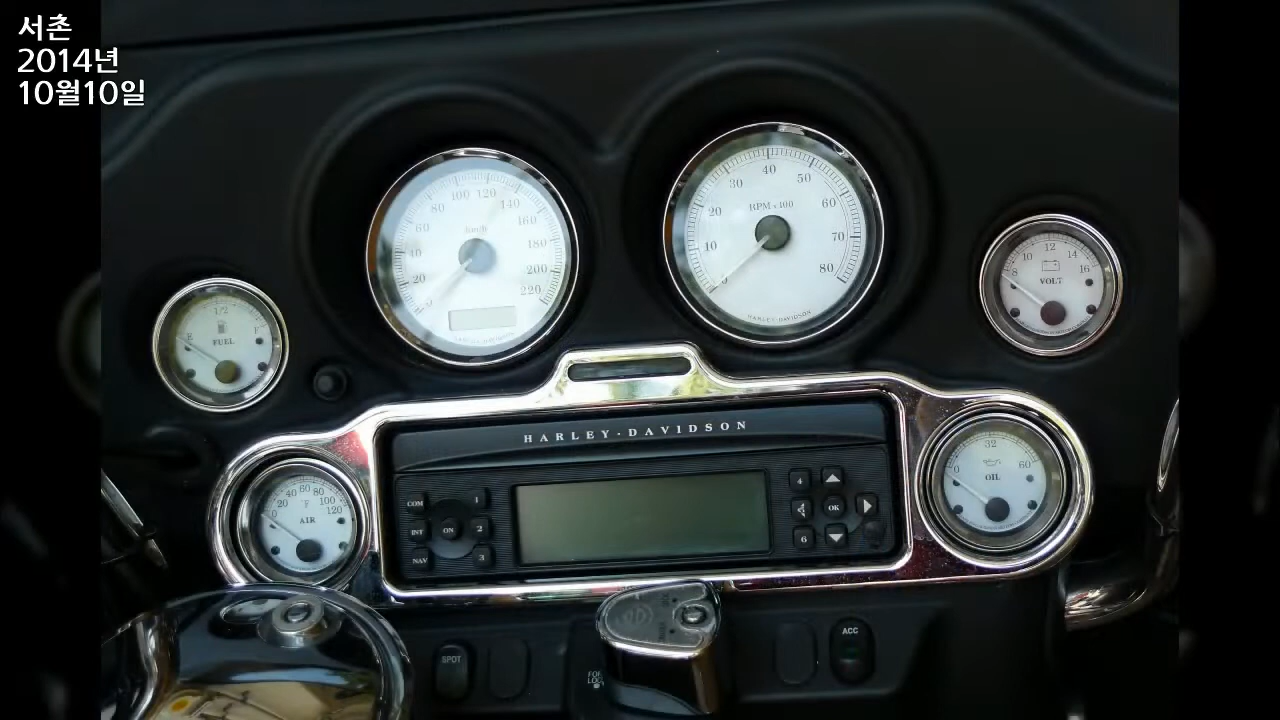 서촌
2014년
10월10일
20
40
60
80
100
120
140
160
180
200
220
km/h
HARLEY-DAVIDSON
0
10
20
30
40
50
60
70
80
RPM x 100
HARLEY-DAVIDSON
8
10
12
14
16
VOLT
E
1/2
F
FUEL
HARLEY-DAVIDSON
0
20
40
60
80
100
120
F
AIR
COM
INT
NAV
ON
1
2
3
4
6
OK
0
32
60
OIL
SPOT
ACC